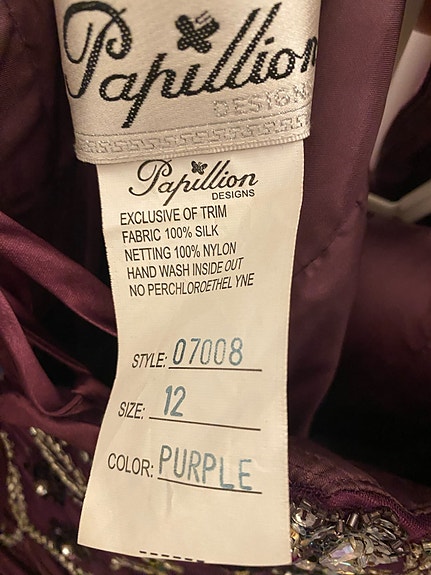 Papillion
DESIGNS
Papillion
DESIGNS
EXCLUSIVE OF TRIM
FABRIC 100% SILK
NETTING 100% NYLON
HAND WASH INSIDE OUT
NO PERCHLOROETHEL YNE
STYLE: 07008
SIZE: 12
COLOR: PURPLE